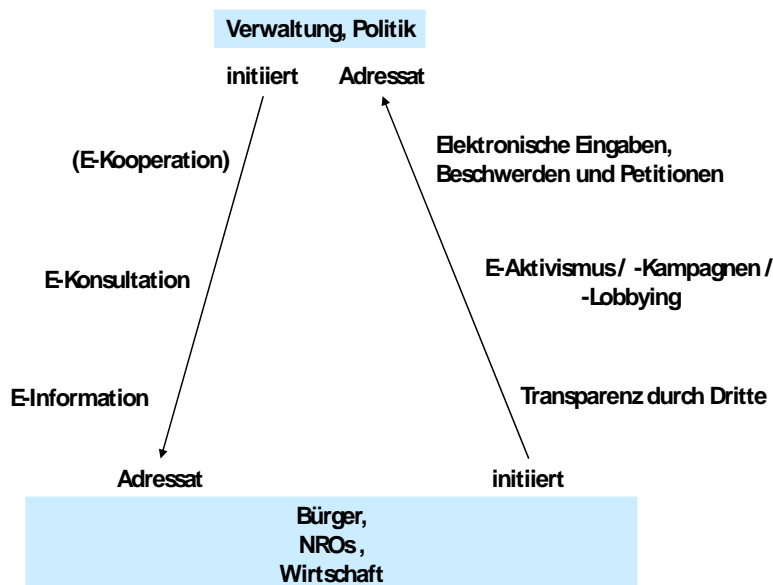 Verwaltung, Politik
initiiert Adressat
(E-Kooperation)
Elektronische Eingaben,
Beschwerden und Petitionen
E-Konsultation
E-Aktivismus / -Kampagnen /
-Lobbying
E-Information
Transparenz durch Dritte
Adressat initiiert
Bürger,
NROs ,
Wirtschaft